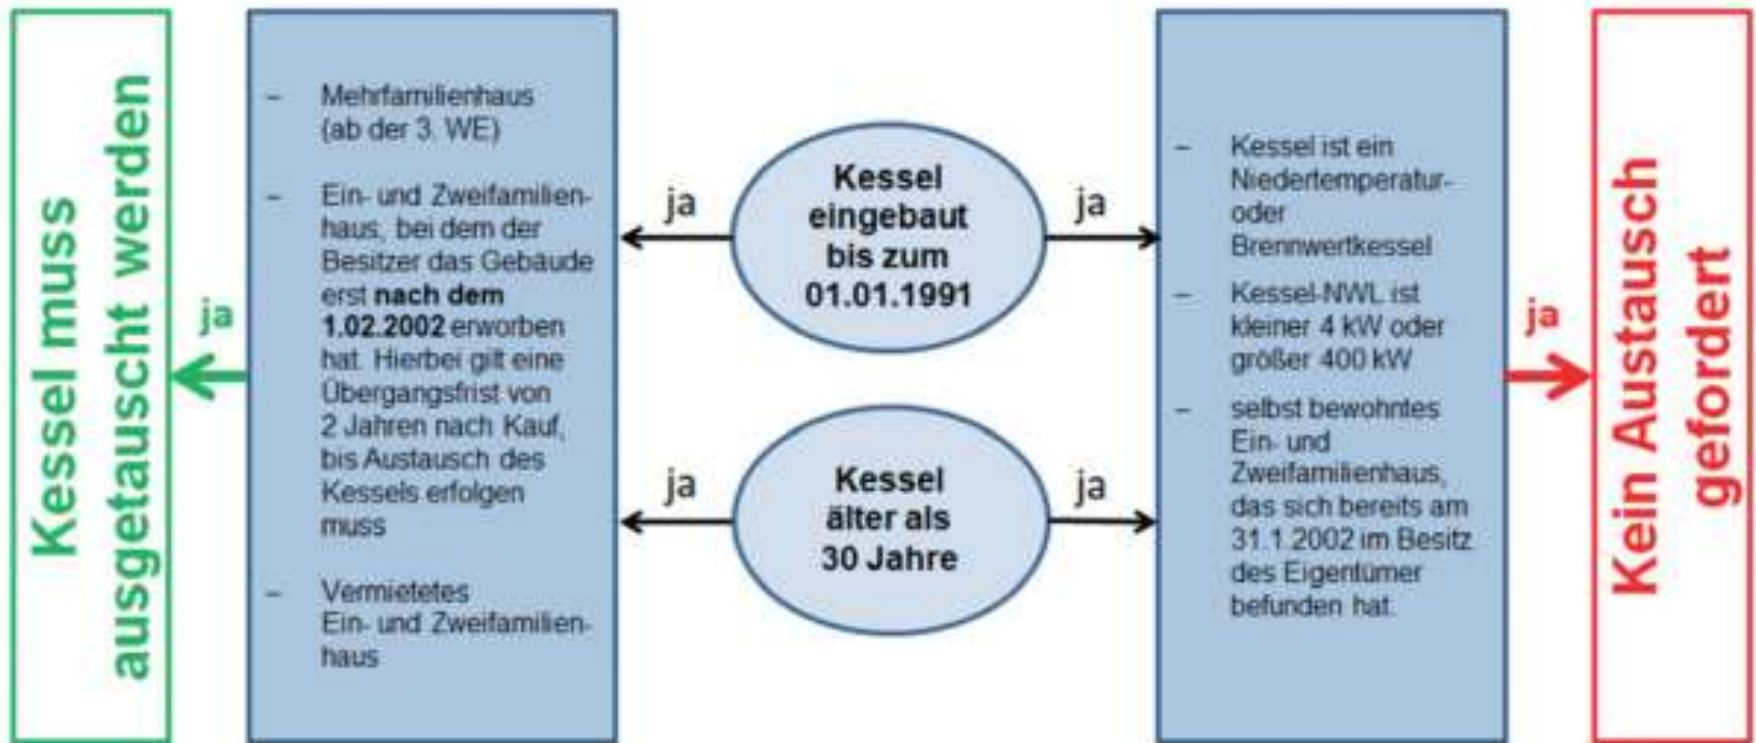 Kessel muss
ausgetauscht werden
ja
- Mehrfamilienhaus
(ab der 3. WE)
- Ein- und Zweifamilien-
haus, bei dem der
Besitzer das Gebäude
erst nach dem
1.02.2002 erworben
hat. Hierbei gilt eine
Übergangsfrist von
2 Jahren nach Kauf,
bis Austausch des
Kessels erfolgen
muss
- Vermietetes
Ein- und Zweifamilien-
haus
ja
Kessel
eingebaut
bis zum
01.01.1991
ja
ja
Kessel
älter als
30 Jahre
ja
- Kessel ist ein
Niedertemperatur-
oder
Brennwertkessel
- Kessel-NWL ist
kleiner 4 kW oder
größer 400 kW
- selbst bewohntes
Ein- und
Zweifamilienhaus,
das sich bereits am
31.1.2002 im Besitz
des Eigentümer
befunden hat.
ja
Kein Austausch
gefordert